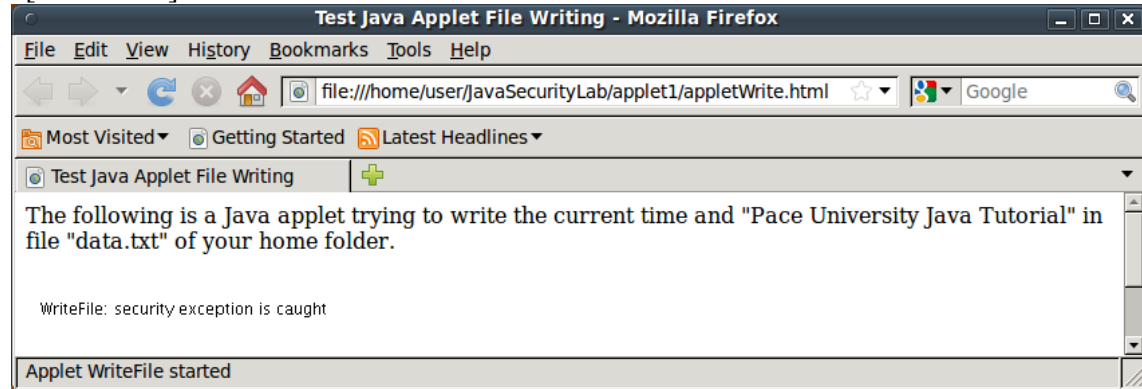 Test Java Applet File Writing - Mozilla Firefox
File Edit View History Bookmarks Tools Help
file:///home/user/JavaSecurityLab/applet1/appletWrite.html Google
Most Visited Getting Started Latest Headlines
Test Java Applet File Writing
The following is a Java applet trying to write the current time and "Pace University Java Tutorial" in
file "data.txt" of your home folder.
WriteFile: security exception is caught
Applet WriteFile started